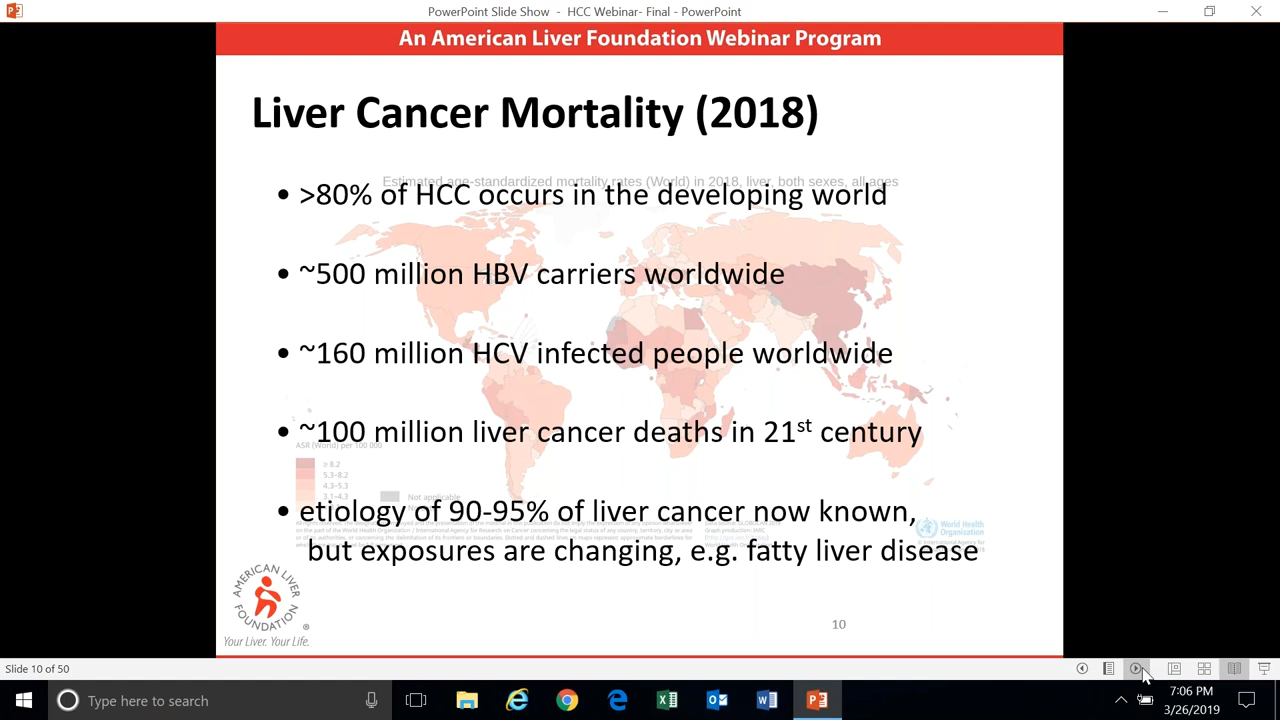 PowerPoint Slide Show - HCC Webinar- Final - PowerPoint
An American Liver Foundation Webinar Program
Liver Cancer Mortality (2018)
Estimated age-standardized mortality rates (World) in 2018, liver, both sexes, all ages
• >80% of HCC occurs in the developing world
• ~500 million HBV carriers worldwide
• ~160 million HCV infected people worldwide
• ~100 million liver cancer deaths in 21st century
ASR (World) per 100 000
≥ 8.2
5.3–8.2
4.3–5.3
3.1–4.3
Not applicable
• etiology of 90-95% of liver cancer now known,
but exposures are changing, e.g. fatty liver disease
World Health
Organization
AMERICAN LIVER
FOUNDATION
®
Your Liver. Your Life.
10
Slide 10 of 50
Type here to search
7:06 PM
3/26/2019